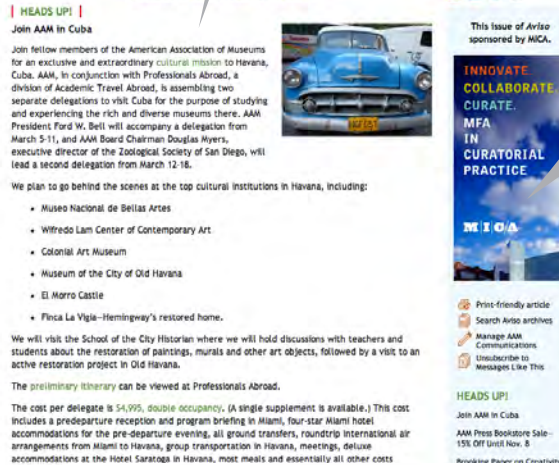 HEADS UP!
Join AAM in Cuba
Join fellow members of the American Association of Museums
for an exclusive and extraordinary cultural mission to Havana,
Cuba. AAM, in conjunction with Professionals Abroad, a
division of Academic Travel Abroad, is assembling two
separate delegations to visit Cuba for the purpose of studying
and experiencing the rich and diverse museums there. AAM
President Ford W. Bell will accompany a delegation from
March 5-11, and AAM Board Chairman Douglas Myers,
executive director of the Zoological Society of San Diego, will
lead a second delegation from March 12-18.
We plan to go behind the scenes at the top cultural institutions in Havana, including:
• Museo Nacional de Bellas Artes
• Wifredo Lam Center of Contemporary Art
• Colonial Art Museum
• Museum of the City of Old Havana
• El Morro Castle
• Finca La Vigia—Hemingway's restored home.
We will visit the School of the City Historian where we will hold discussions with teachers and
students about the restoration of paintings, murals and other art objects, followed by a visit to an
active restoration project in Old Havana.
The preliminary itinerary can be viewed at Professionals Abroad.
The cost per delegate is $4,995, double occupancy. (A single supplement is available.) This cost
includes a predeparture reception and program briefing in Miami, four-star Miami hotel
accommodations for the pre-departure evening, all ground transfers, roundtrip international air
arrangements from Miami to Havana, group transportation in Havana, meetings, deluxe
accommodations at the Hotel Saratoga in Havana, most meals and essentially all other costs
This issue of Aviso
sponsored by MICA.
INNOVATE.
COLLABORATE.
CURATE.
MFA
IN
CURATORIAL
PRACTICE
MICA
Print-friendly article
Search Aviso archives
Manage AAM
Communications
Unsubscribe to
Messages Like This
HEADS UP!
Join AAM in Cuba
AAM Press Bookstore Sale—
15% Off Until Nov. 8
Brooking Paper on Creativity